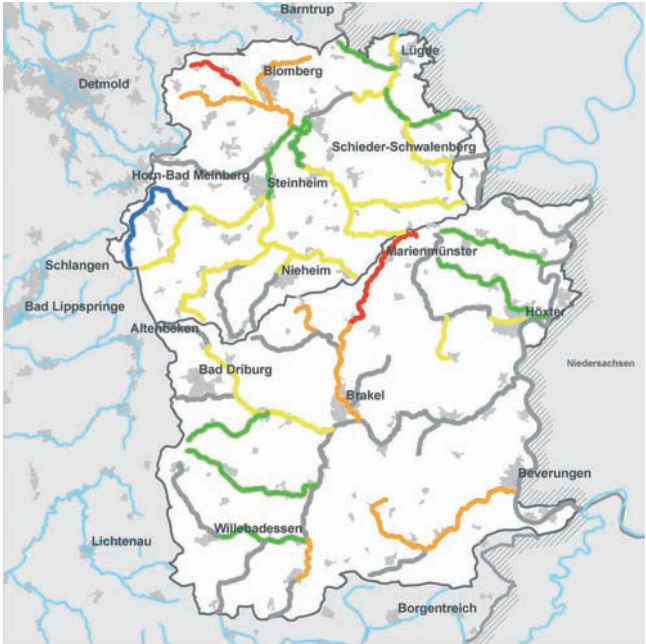 Barntrup
Lügde
Blomberg
Detmold
Schieder-Schwalenberg
Horn-Bad Meinberg
Steinheim
Marienmünster
Schlangen
Nieheim
Bad Lippspringe
Höxter
Altenbeken
Niedersachsen
Bad Driburg
Brakel
Beverungen
Willebadessen
Lichtenau
Borgentreich